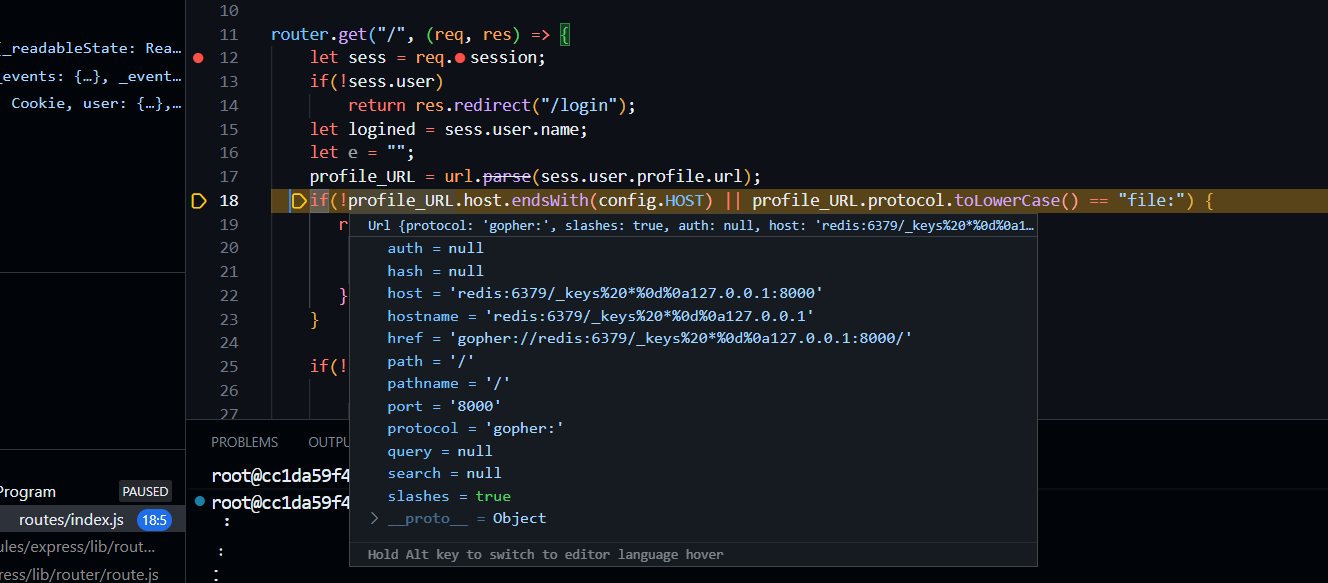 _readableState: Rea…
_events: {…}, _event…
Cookie, user: {…},…
Program
PAUSED
routes/index.js
18:5
ules/express/lib/rout...
ress/lib/router/route.js
10
11 router.get("/", (req, res) => {
12 let sess = req.session;
13 if(!sess.user)
14 return res.redirect("/login");
15 let logined = sess.user.name;
16 let e = "";
17 profile_URL = url.parse(sess.user.profile.url);
18 if(!profile_URL.host.endsWith(config.HOST) || profile_URL.protocol.toLowerCase() == "file:") {
19 r
20
21
22 }
23 }
24
25 if(!
26
27
Url {protocol: 'gopher:', slashes: true, auth: null, host: 'redis:6379/_keys%20*%0d%0a1…
auth = null
hash = null
host = 'redis:6379/_keys%20*%0d%0a127.0.0.1:8000'
hostname = 'redis:6379/_keys%20*%0d%0a127.0.0.1'
href = 'gopher://redis:6379/_keys%20*%0d%0a127.0.0.1:8000/'
path = '/'
pathname = '/'
port = '8000'
protocol = 'gopher:'
query = null
search = null
slashes = true
__proto__ = Object
Hold Alt key to switch to editor language hover
PROBLEMS OUTPU
root@cc1da59f4
root@cc1da59f4
:
:
: